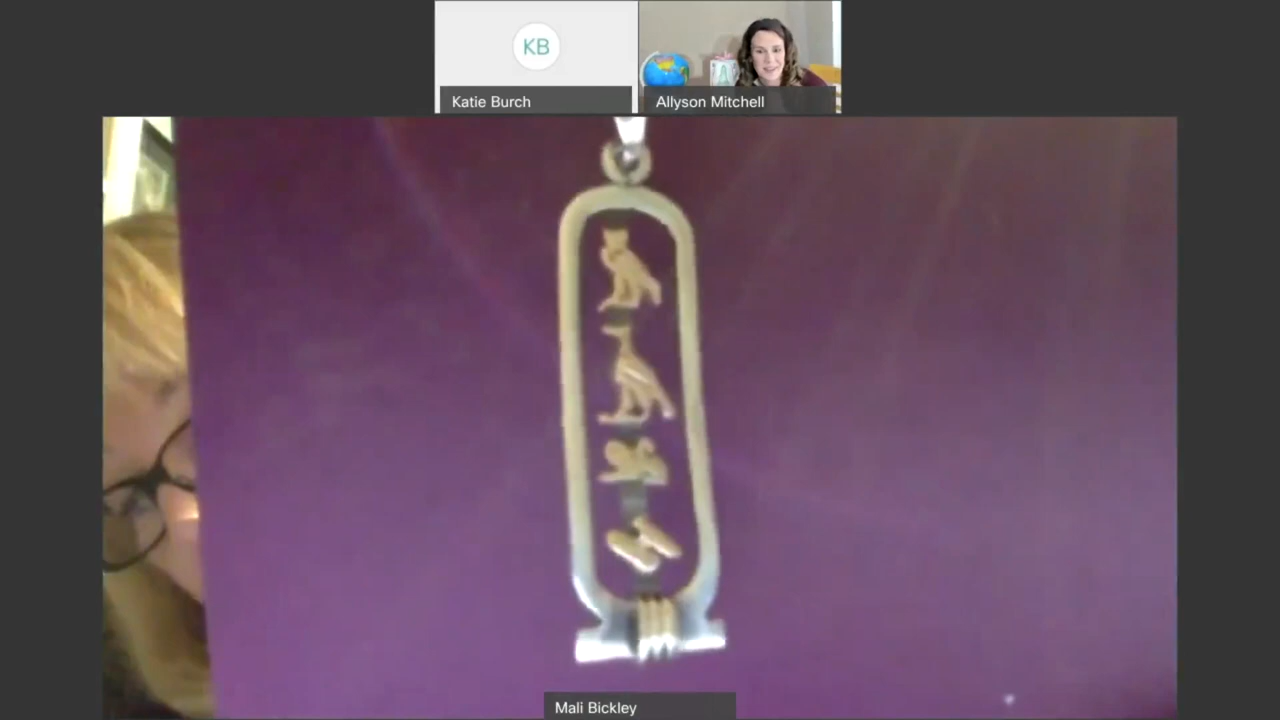 KB
Katie Burch
Allyson Mitchell
A
𓅓
𓄿
𓃭
𓏭
Mali Bickley